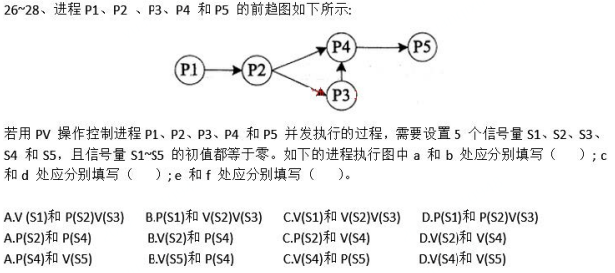 26~28、进程 P1、P2 、P3、P4 和 P5 的前趋图如下所示:
P1
P2
P4
P5
P3
若用 PV 操作控制进程 P1、P2、P3、P4 和 P5 并发执行的过程，需要设置 5 个信号量 S1、S2、S3、
S4 和 S5，且信号量 S1~S5 的初值都等于零。如下的进程执行图中 a 和 b 处应分别填写（ ）; c
和 d 处应分别填写（ ）; e 和 f 处应分别填写（ ）。
A.V (S1)和 P(S2)V(S3) B.P(S1)和 V(S2)V(S3) C.V(S1)和 V(S2)V(S3) D.P(S1)和 P(S2)V(S3)
A.P(S2)和 P(S4) B.V(S2)和 P(S4) C.P(S2)和 V(S4) D.V(S2)和 V(S4)
A.P(S4)和 V(S5) B.V(S5)和 P(S4) C.V(S4)和 P(S5) D.V(S4)和 V(S5)